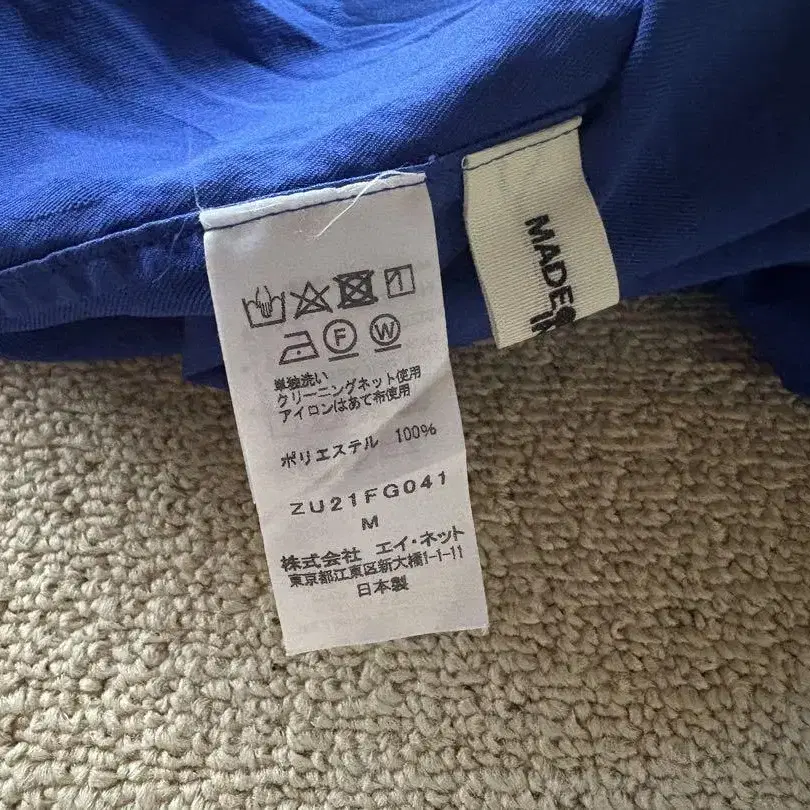 F W
単独洗い
クリーニングネット使用
アイロンはあて布使用
ポリエステル 100%
ZU21FG041
M
株式会社 エイ・ネット
東京都江東区新大橋1-1-11
日本製
MADE
IN